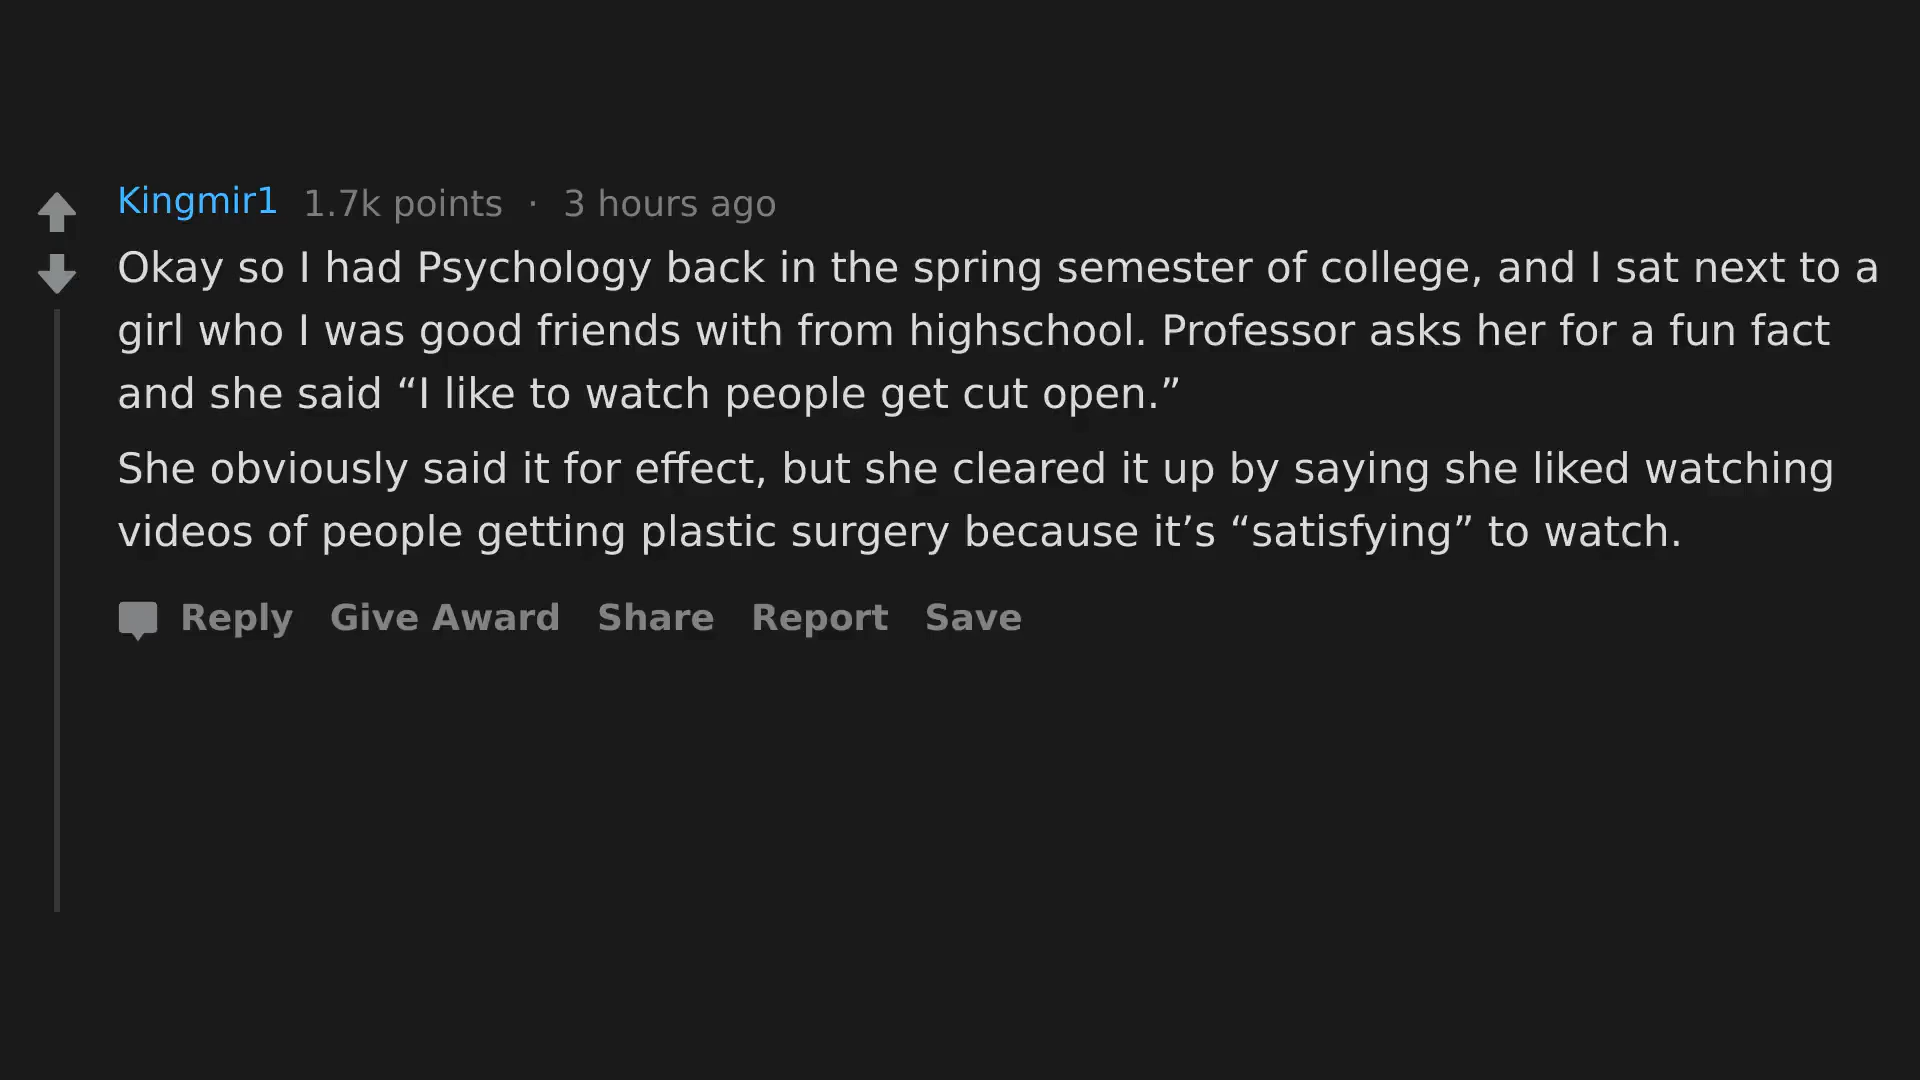 Kingmir1 1.7k points · 3 hours ago
Okay so I had Psychology back in the spring semester of college, and I sat next to a
girl who I was good friends with from highschool. Professor asks her for a fun fact
and she said “I like to watch people get cut open.”
She obviously said it for effect, but she cleared it up by saying she liked watching
videos of people getting plastic surgery because it’s “satisfying” to watch.
Reply Give Award Share Report Save